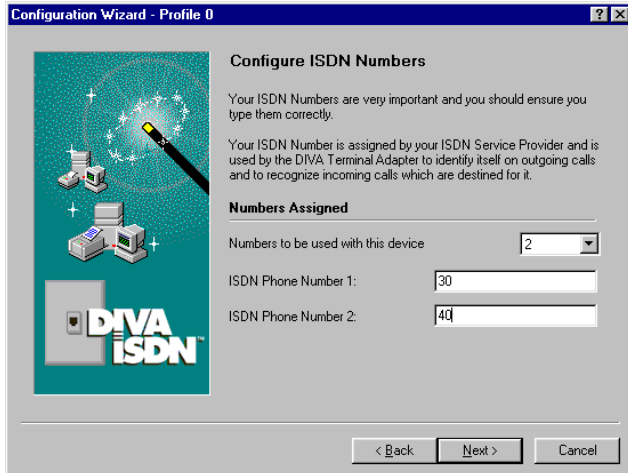 Configuration Wizard - Profile 0
Configure ISDN Numbers
Your ISDN Numbers are very important and you should ensure you
type them correctly.
Your ISDN Number is assigned by your ISDN Service Provider and is
used by the DIVA Terminal Adapter to identify itself on outgoing calls
and to recognize incoming calls which are destined for it.
Numbers Assigned
Numbers to be used with this device 2
ISDN Phone Number 1: 30
ISDN Phone Number 2: 40
DIVA
ISDN™
< Back Next > Cancel